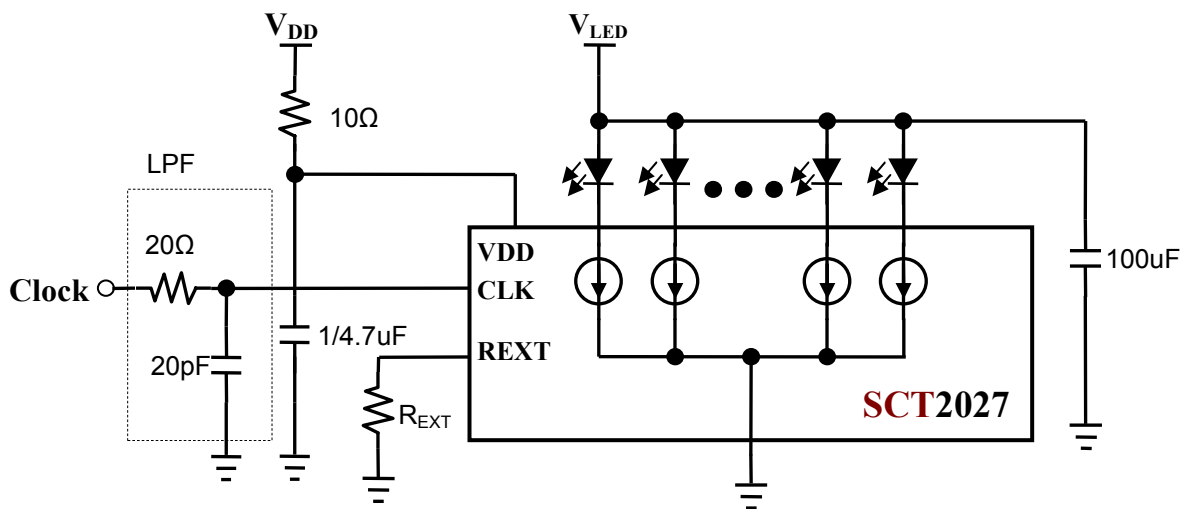 VDD
VLED
10Ω
LPF
20Ω
VDD
Clock
CLK
100uF
1/4.7uF
REXT
20pF
REXT
SCT2027